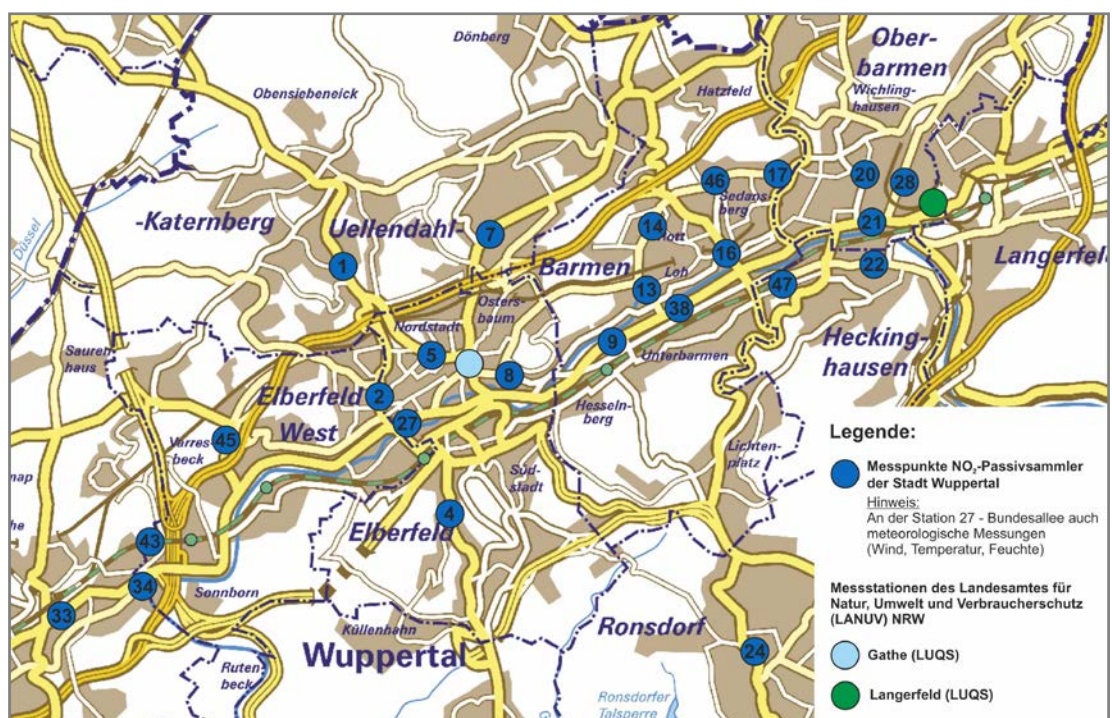 Dönberg
Ober-
barmen
Wichling-
hausen
Obensiebeneick
Hatzfeld
46
17
20
28
Sedans-
berg
-Katernberg
Uellendahl-
7
14
21
Düssel
1
Barmen
16
22
Langerfeld
Loh
13
47
Osters-
baum
38
Nordstadt
Hecking-
hausen
Sauren
haus
5
8
9
Unterbarmen
Elberfeld
West
2
27
Hesseln-
berg
Varres-
beck
45
Lichten-
platz
Süd-
stadt
4
Elberfeld
43
34
33
Sonnborn
Küllenhahn
Ronsdorf
Wuppertal
24
Ruten-
beck
Ronsdorfer
Talsperre
Legende:
Messpunkte NO₂-Passivsammler
der Stadt Wuppertal
Hinweis:
An der Station 27 - Bundesallee auch
meteorologische Messungen
(Wind, Temperatur, Feuchte)
Messstationen des Landesamtes für
Natur, Umwelt und Verbraucherschutz
(LANUV) NRW
Gathe (LUQS)
Langerfeld (LUQS)